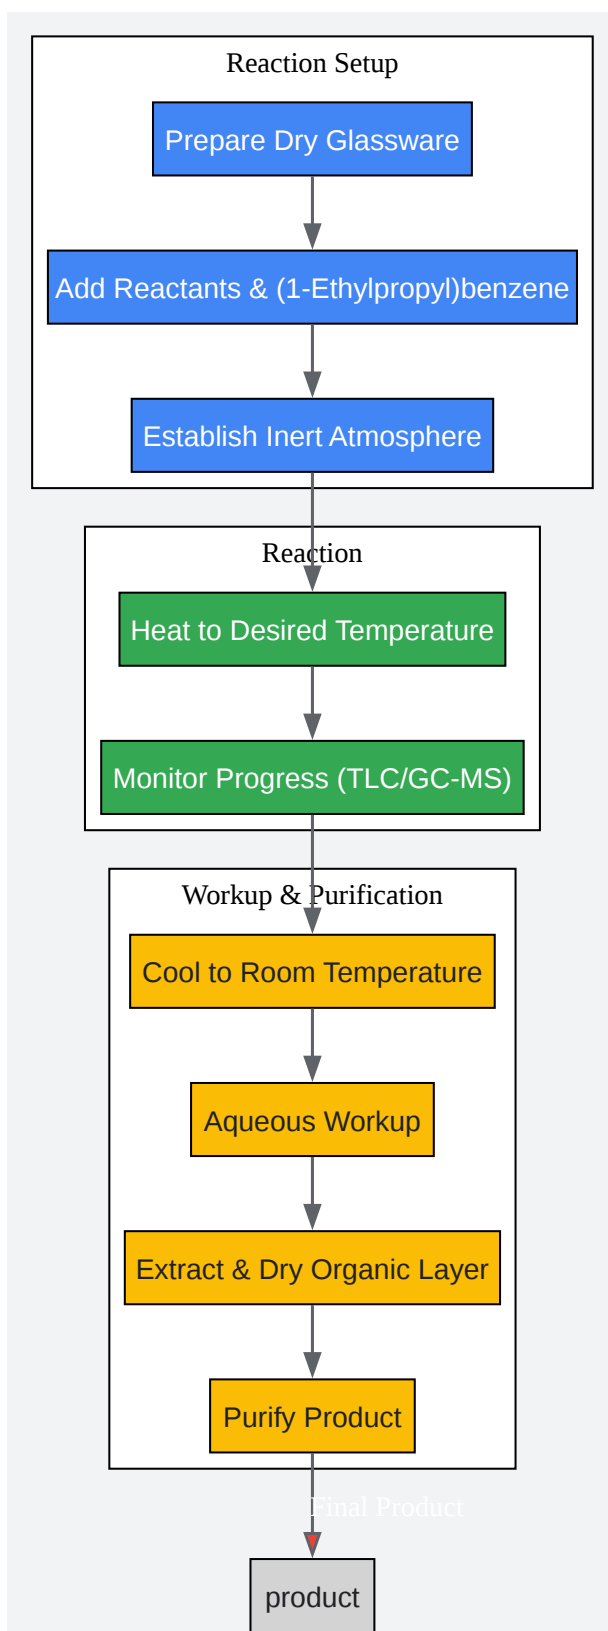 Reaction Setup
Prepare Dry Glassware
Add Reactants & (1-Ethylpropyl)benzene
Establish Inert Atmosphere
Reaction
Heat to Desired Temperature
Monitor Progress (TLC/GC-MS)
Workup & Purification
Cool to Room Temperature
Aqueous Workup
Extract & Dry Organic Layer
Purify Product
Final Product
product